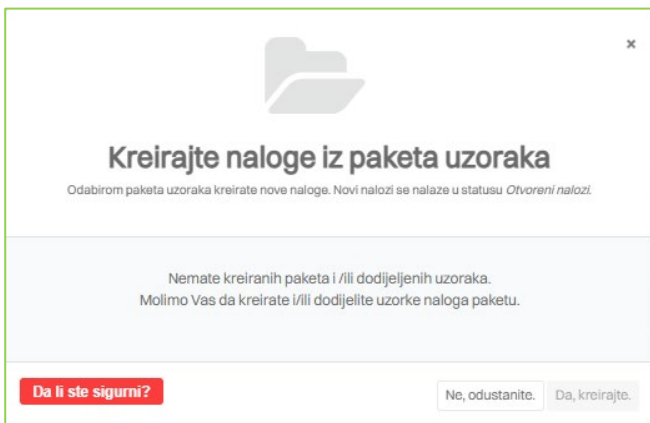 ×
Kreirajte naloge iz paketa uzoraka
Odabirom paketa uzoraka kreirate nove naloge. Novi nalozi se nalaze u statusu Otvoreni nalozi.
Nemate kreiranih paketa i /ili dodijeljenih uzoraka.
Molimo Vas da kreirate i/ili dodijelite uzorke naloga paketu.
Da li ste sigurni?
Ne, odustanite.
Da, kreirajte.